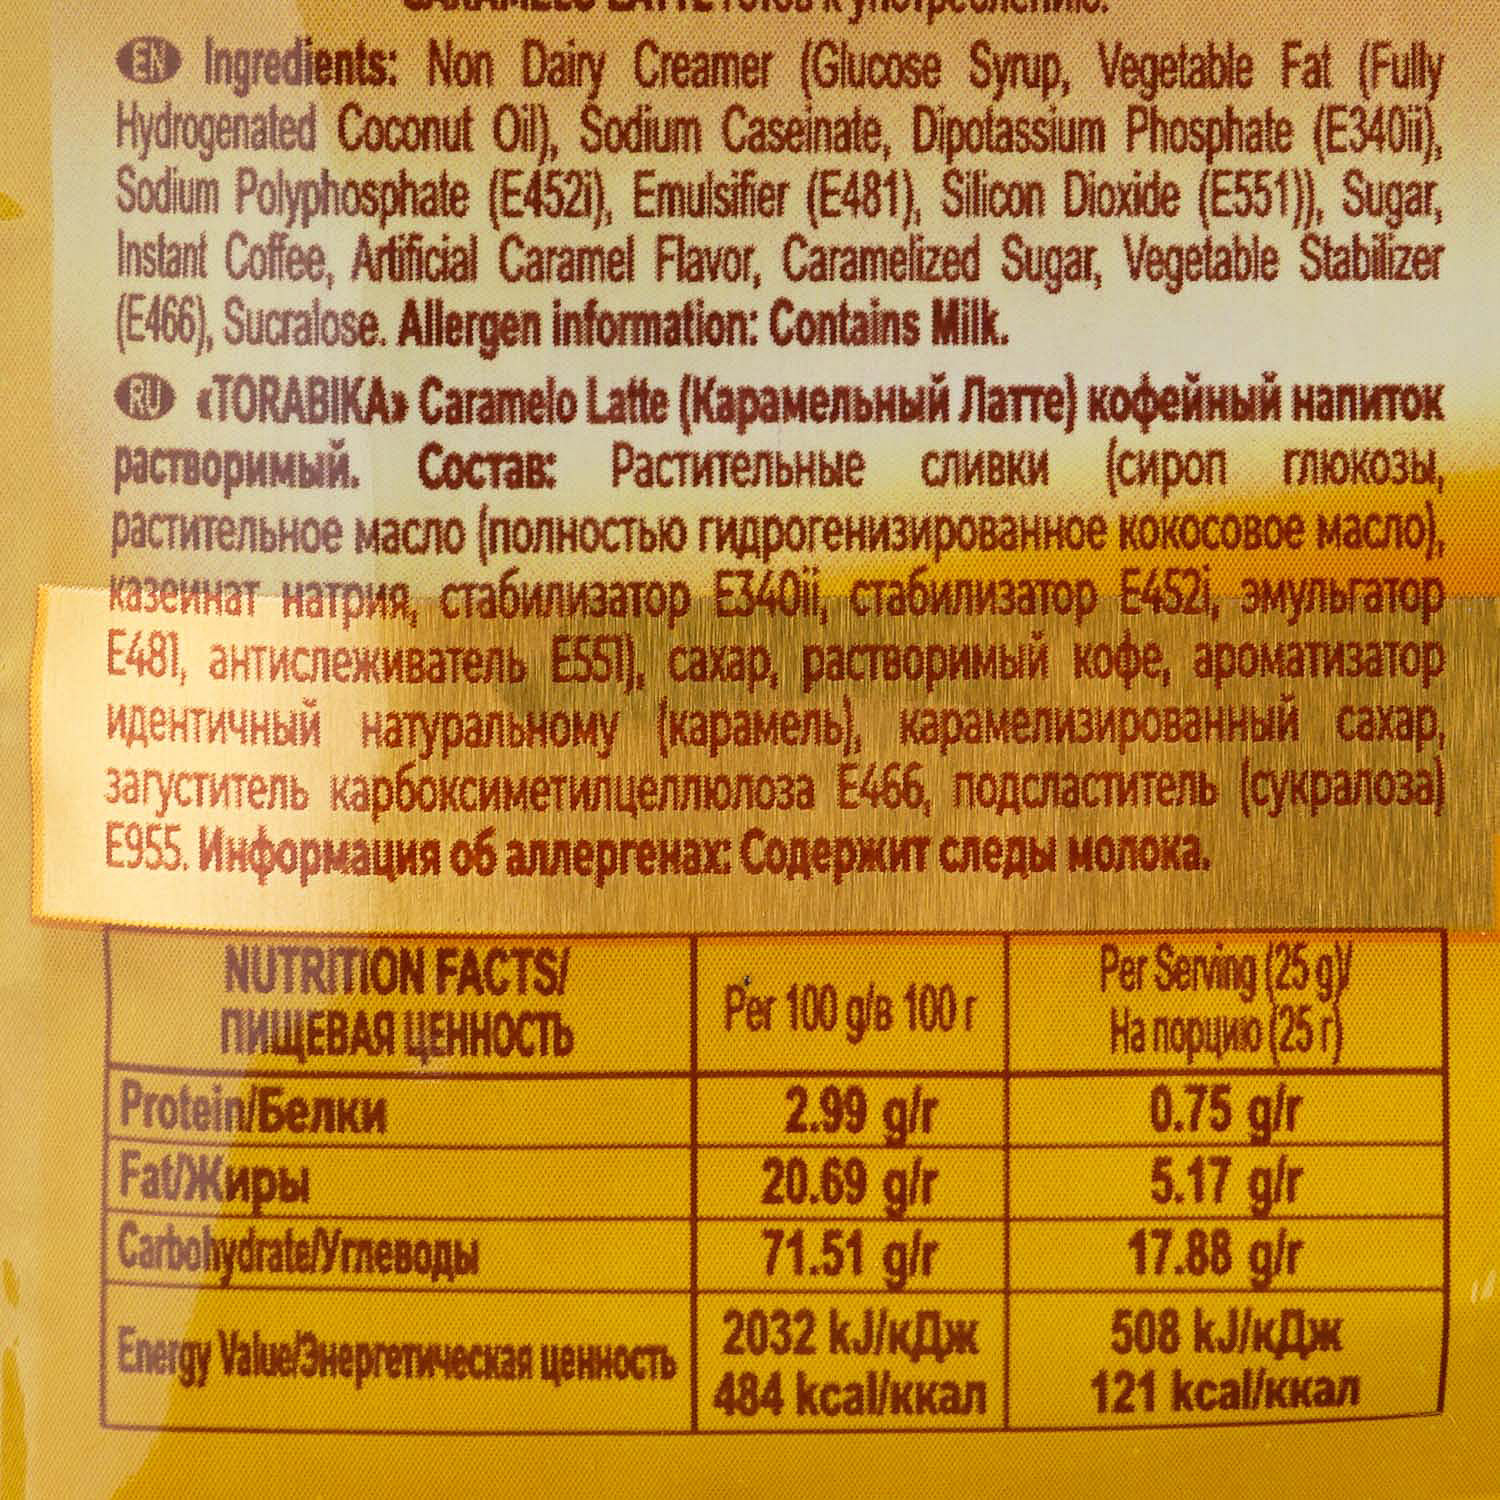 EN Ingredients: Non Dairy Creamer (Glucose Syrup, Vegetable Fat (Fully
Hydrogenated Coconut Oil), Sodium Caseinate, Dipotassium Phosphate (E340ii),
Sodium Polyphosphate (E452i), Emulsifier (E481), Silicon Dioxide (E551)), Sugar,
Instant Coffee, Artificial Caramel Flavor, Caramelized Sugar, Vegetable Stabilizer
(E466), Sucralose. Allergen information: Contains Milk.
RU «TORABIKA» Caramelo Latte (Карамельный Латте) кофейный напиток
растворимый. Состав: Растительные сливки (сироп глюкозы,
растительное масло (полностью гидрогенизированное кокосовое масло),
казеинат натрия, стабилизатор E340ii, стабилизатор E452i, эмульгатор
E481, антислеживатель E551), сахар, растворимый кофе, ароматизатор
идентичный натуральному (карамель), карамелизированный сахар,
загуститель карбоксиметилцеллюлоза E466, подсластитель (сукралоза)
E955. Информация об аллергенах: Содержит следы молока.
NUTRITION FACTS/
ПИЩЕВАЯ ЦЕННОСТЬ
Per 100 g/в 100 г
Per Serving (25 g)/
На порцию (25 г)
Protein/Белки 2.99 g/г 0.75 g/г
Fat/Жиры 20.69 g/г 5.17 g/г
Carbohydrate/Углеводы 71.51 g/г 17.88 g/г
Energy Value/Энергетическая ценность
2032 kJ/кДж 508 kJ/кДж
484 kcal/ккал 121 kcal/ккал